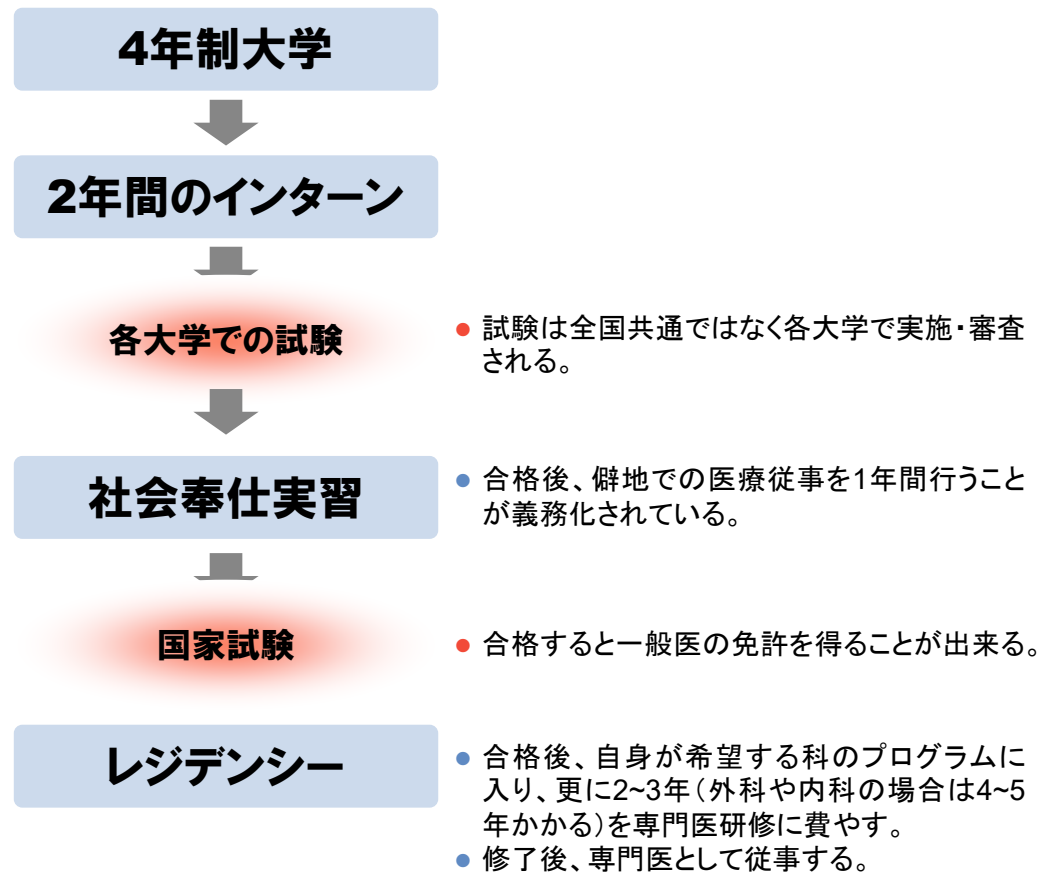 4年制大学
2年間のインターン
各大学での試験
● 試験は全国共通ではなく各大学で実施・審査
される。
社会奉仕実習
● 合格後、僻地での医療従事を1年間行うこと
が義務化されている。
国家試験
● 合格すると一般医の免許を得ることが出来る。
レジデンシー
● 合格後、自身が希望する科のプログラムに
入り、更に2~3年（外科や内科の場合は4~5
年かかる）を専門医研修に費やす。
● 修了後、専門医として従事する。